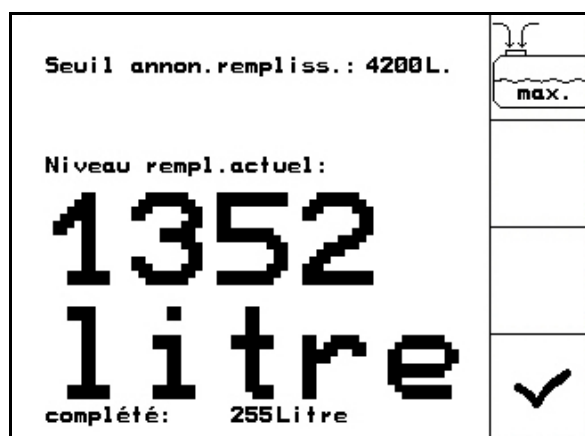 Seuil annon.rempliss.: 4200L.
max.
Niveau rempl.actuel:
1352
litre
complété: 255Litre